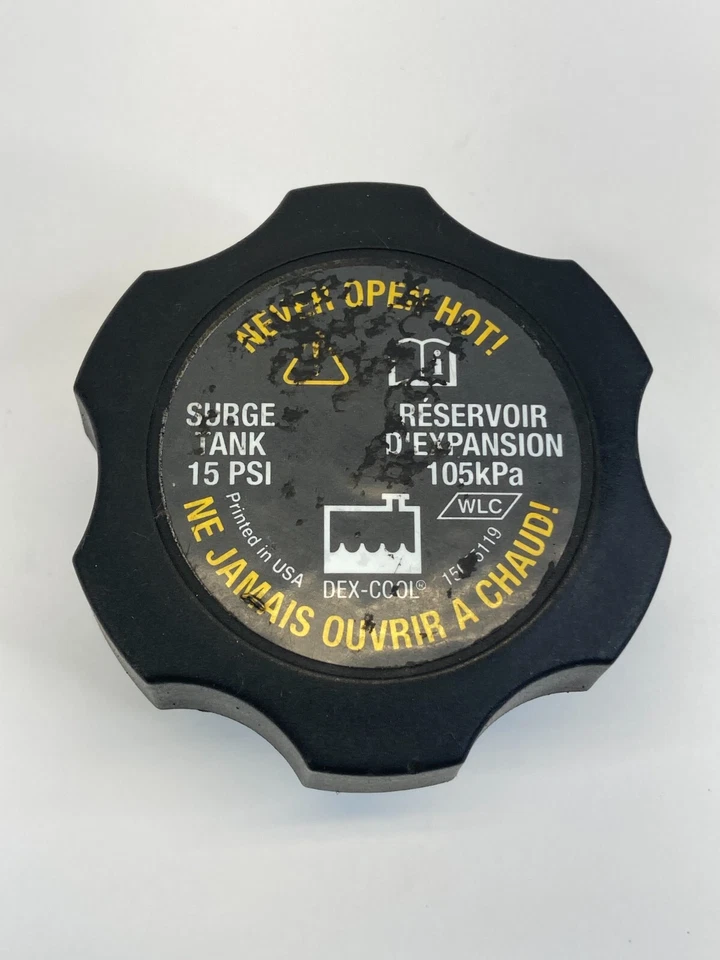 NEVER OPEN HOT!
SURGE
TANK
15 PSI
RÉSERVOIR
D'EXPANSION
105kPa
WLC
Printed in USA
DEX-COOL®
NE JAMAIS OUVRIR À CHAUD!